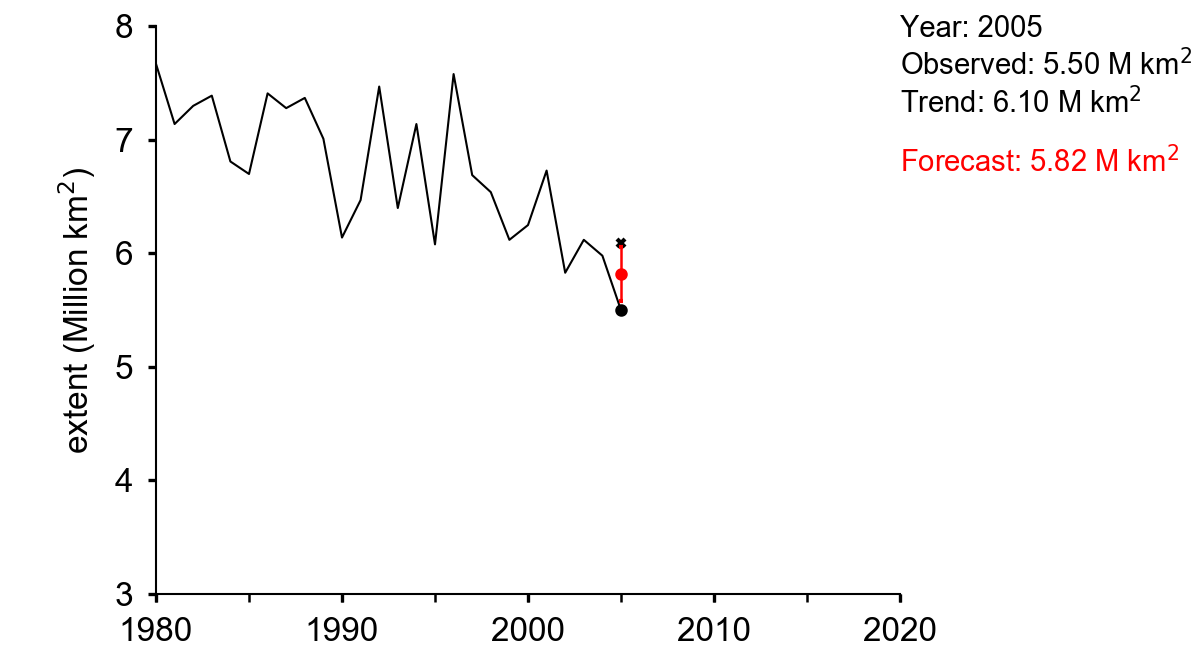 Year: 2005
Observed: 5.50 M km²
Trend: 6.10 M km²
Forecast: 5.82 M km²
extent (Million km²)
8
7
6
5
4
3
1980 1990 2000 2010 2020